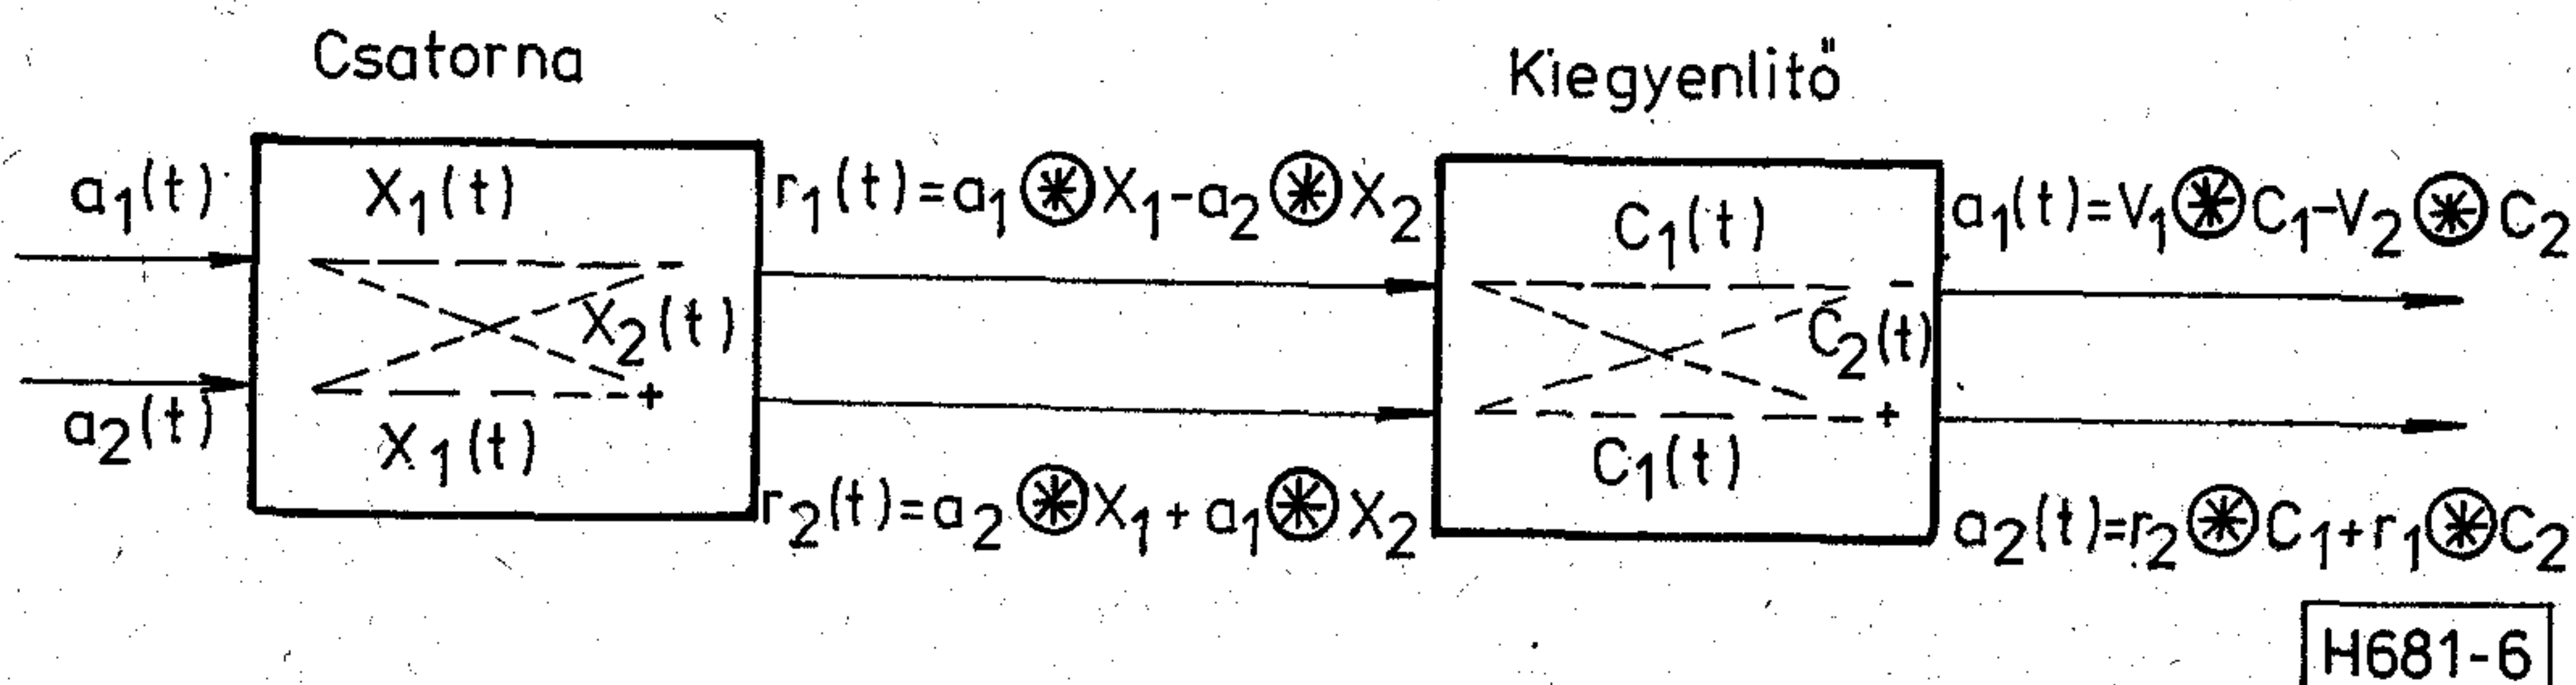 Csatorna
Kiegyenlítő
a₁(t)
X₁(t)
r₁(t)=a₁⊛X₁-a₂⊛X₂
C₁(t)
a₁(t)=V₁⊛C₁-V₂⊛C₂
-
X₂(t)
-
C₂(t)
a₂(t)
+
X₁(t)
+
C₁(t)
r₂(t)=a₂⊛X₁+a₁⊛X₂
a₂(t)=r₂⊛C₁+r₁⊛C₂
H681-6